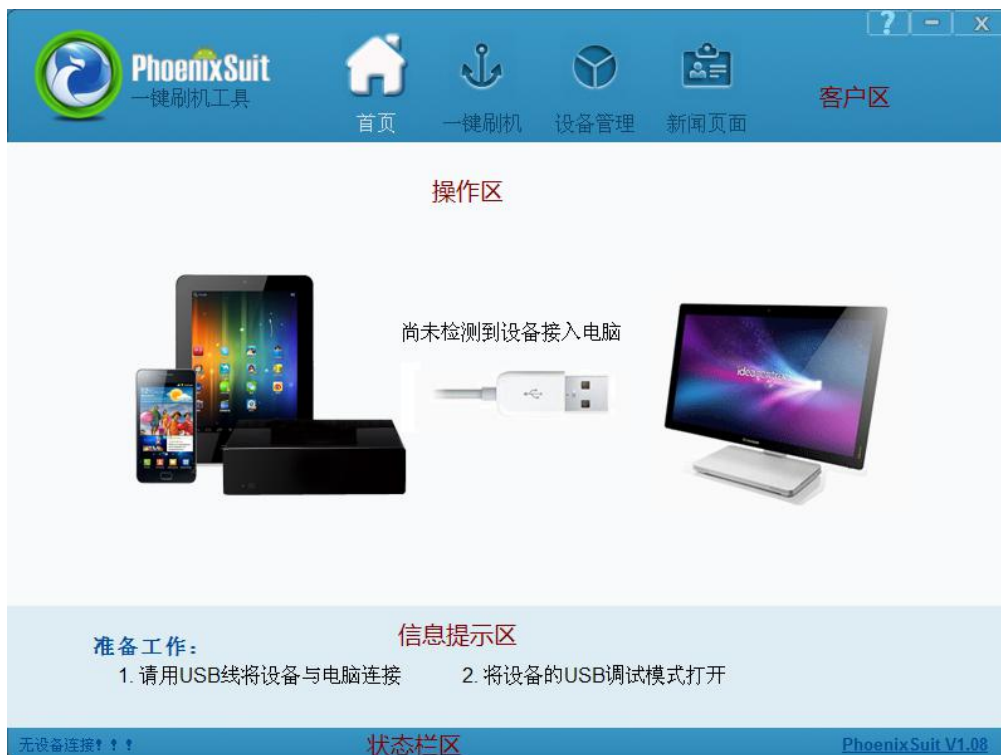 ? - X
PhoenixSuit
一键刷机工具
首页 一键刷机 设备管理 新闻页面
客户区
操作区
尚未检测到设备接入电脑
信息提示区
准备工作:
1. 请用USB线将设备与电脑连接 2. 将设备的USB调试模式打开
无设备连接!!!
状态栏区
PhoenixSuit V1.08